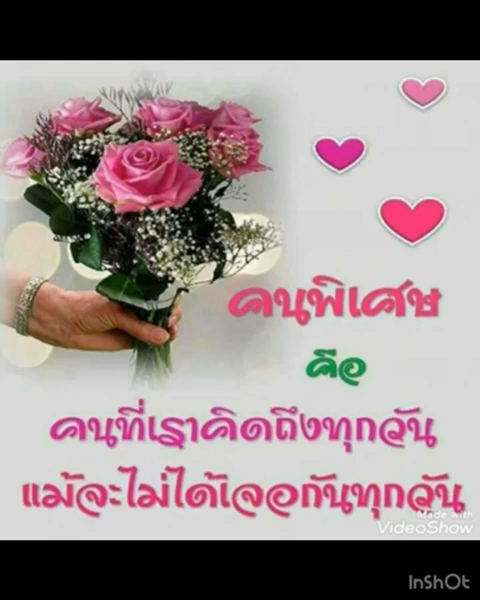 คนพิเศษ
คือ
คนที่เราคิดถึงทุกวัน
แม้จะไม่ได้เจอกันทุกวัน
Made with
VideoShow
InShOt